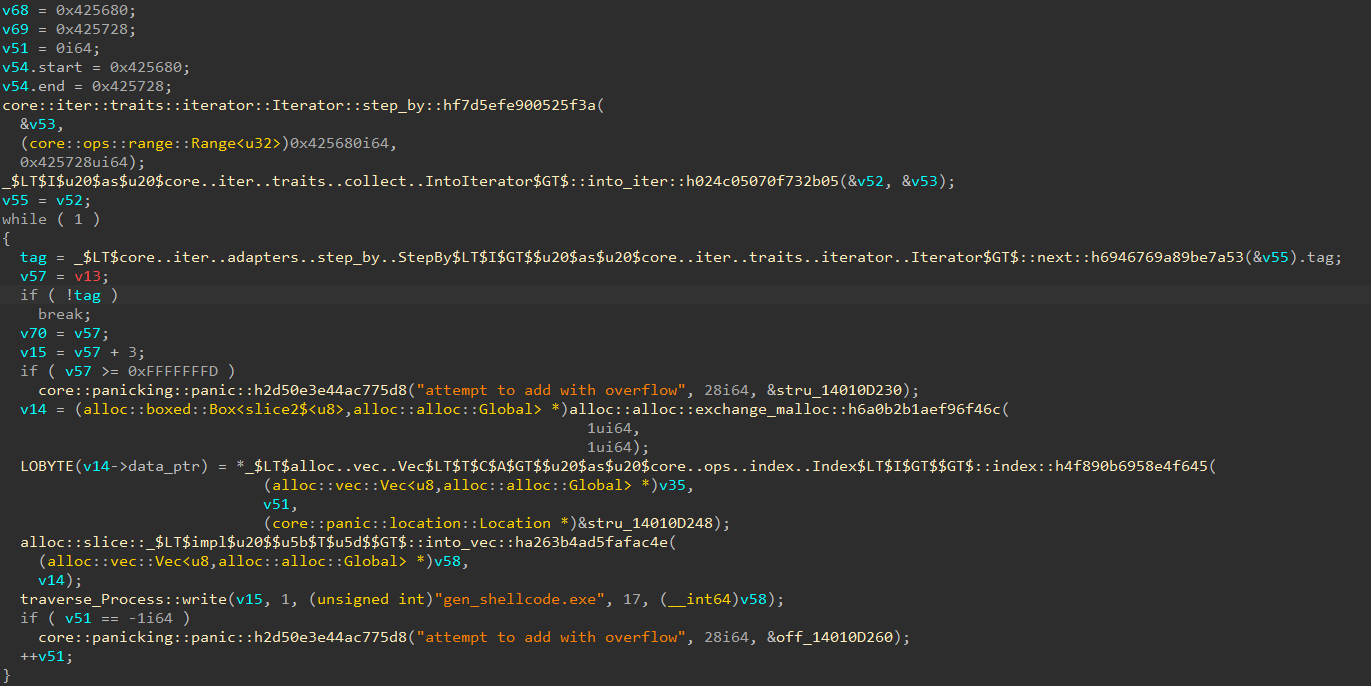 v68 = 0x425680;
v69 = 0x425728;
v51 = 0i64;
v54.start = 0x425680;
v54.end = 0x425728;
core::iter::traits::iterator::Iterator::step_by::hf7d5efe900525f3a(
  &v53,
  (core::ops::range::Range<u32>)0x425680i64,
  0x425728ui64);
_$LT$I$u20$as$u20$core..iter..traits..collect..IntoIterator$GT$::into_iter::h024c05070f732b05(&v52, &v53);
v55 = v52;
while ( 1 )
{
  tag = _$LT$core..iter..adapters..step_by..StepBy$LT$I$GT$$u20$as$u20$core..iter..traits..iterator..Iterator$GT$::next::h6946769a89be7a53(&v55).tag;
  v57 = v13;
  if ( !tag )
    break;
  v70 = v57;
  v15 = v57 + 3;
  if ( v57 >= 0xFFFFFFFD )
    core::panicking::panic::h2d50e3e44ac775d8("attempt to add with overflow", 28i64, &stru_14010D230);
  v14 = (alloc::boxed::Box<slice2$<u8>,alloc::alloc::Global> *)alloc::alloc::exchange_malloc::h6a0b2b1aef96f46c(
                                                                 1ui64,
                                                                 1ui64);
  LOBYTE(v14->data_ptr) = *_$LT$alloc..vec..Vec$LT$T$C$A$GT$$u20$as$u20$core..ops..index..Index$LT$I$GT$$GT$::index::h4f890b6958e4f645(
                             (alloc::vec::Vec<u8,alloc::alloc::Global> *)v35,
                             v51,
                             (core::panic::location::Location *)&stru_14010D248);
  alloc::slice::_$LT$impl$u20$$u5b$T$u5d$$GT$::into_vec::ha263b4ad5fafac4e(
    (alloc::vec::Vec<u8,alloc::alloc::Global> *)v58,
    v14);
  traverse_Process::write(v15, 1, (unsigned int)"gen_shellcode.exe", 17, (__int64)v58);
  if ( v51 == -1i64 )
    core::panicking::panic::h2d50e3e44ac775d8("attempt to add with overflow", 28i64, &off_14010D260);
  ++v51;
}